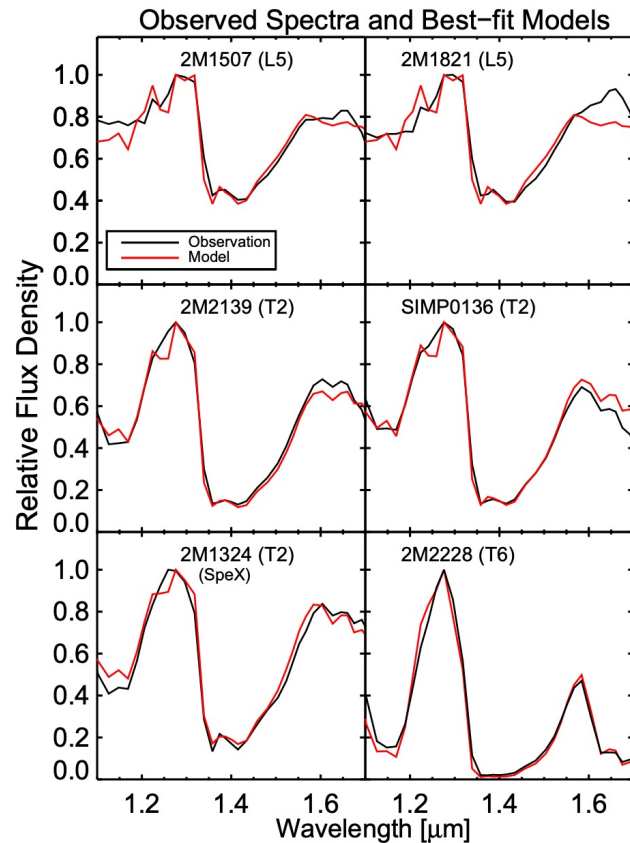 Observed Spectra and Best-fit Models
2M1507 (L5)
2M1821 (L5)
1.0
0.8
0.6
0.4
0.2
0.0
Observation
Model
2M2139 (T2)
SIMP0136 (T2)
1.0
0.8
0.6
0.4
0.2
0.0
Relative Flux Density
2M1324 (T2)
(SpeX)
2M2228 (T6)
1.0
0.8
0.6
0.4
0.2
0.0
1.2 1.4 1.6 1.2 1.4 1.6
Wavelength [μm]